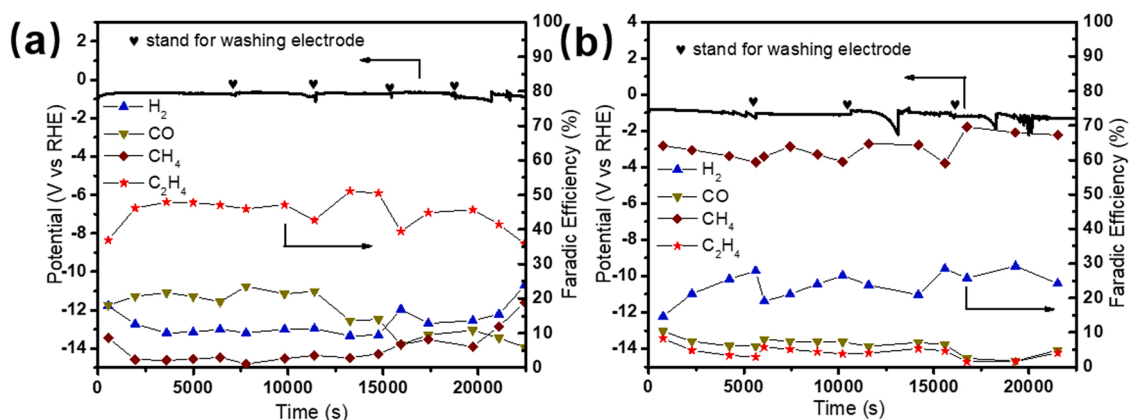 (a)
♥ stand for washing electrode
H2
CO
CH4
C2H4
Potential (V vs RHE)
2
0
-2
-4
-6
-8
-10
-12
-14
100
90
80
70
60
50
40
30
20
10
0
Faradic Efficiency (%)
0 5000 10000 15000 20000
Time (s)
(b)
♥ stand for washing electrode
H2
CO
CH4
C2H4
Potential (V vs RHE)
4
2
0
-2
-4
-6
-8
-10
-12
-14
100
90
80
70
60
50
40
30
20
10
0
Faradic Efficiency (%)
0 5000 10000 15000 20000
Time (s)